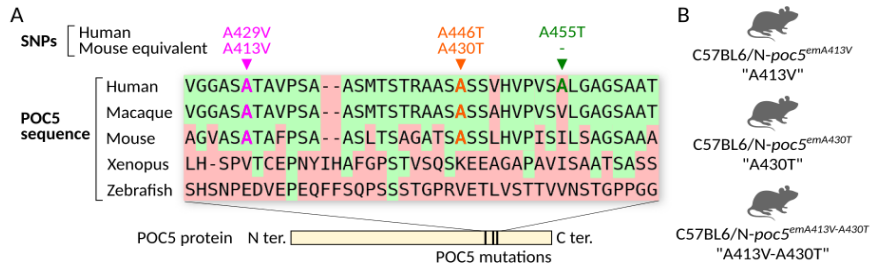 A
SNPs
Human A429V A446T A455T
Mouse equivalent A413V A430T -
POC5 sequence
Human VGGASATAVPSA--ASMTSTRAASASSVHVPVSALGAGSAAT
Macaque VGGASATAVPSA--ASMTSTRAASASSAHVPVSVLGAGSAAT
Mouse AGVASATAFPSA--ASLTSAGATSASSLHVPISILSAGSAAA
Xenopus LH-SPVTCEPNYIHAFGPSTVSQSKEEAGAPAVISAATSASS
Zebrafish SHSNPEDVEPEQFFSQPSSSTGPRVETLVSTTVVNSTGPPGG
POC5 protein N ter. C ter.
POC5 mutations
B
C57BL6/N-poc5emA413V
"A413V"
C57BL6/N-poc5emA430T
"A430T"
C57BL6/N-poc5emA413V-A430T
"A413V-A430T"